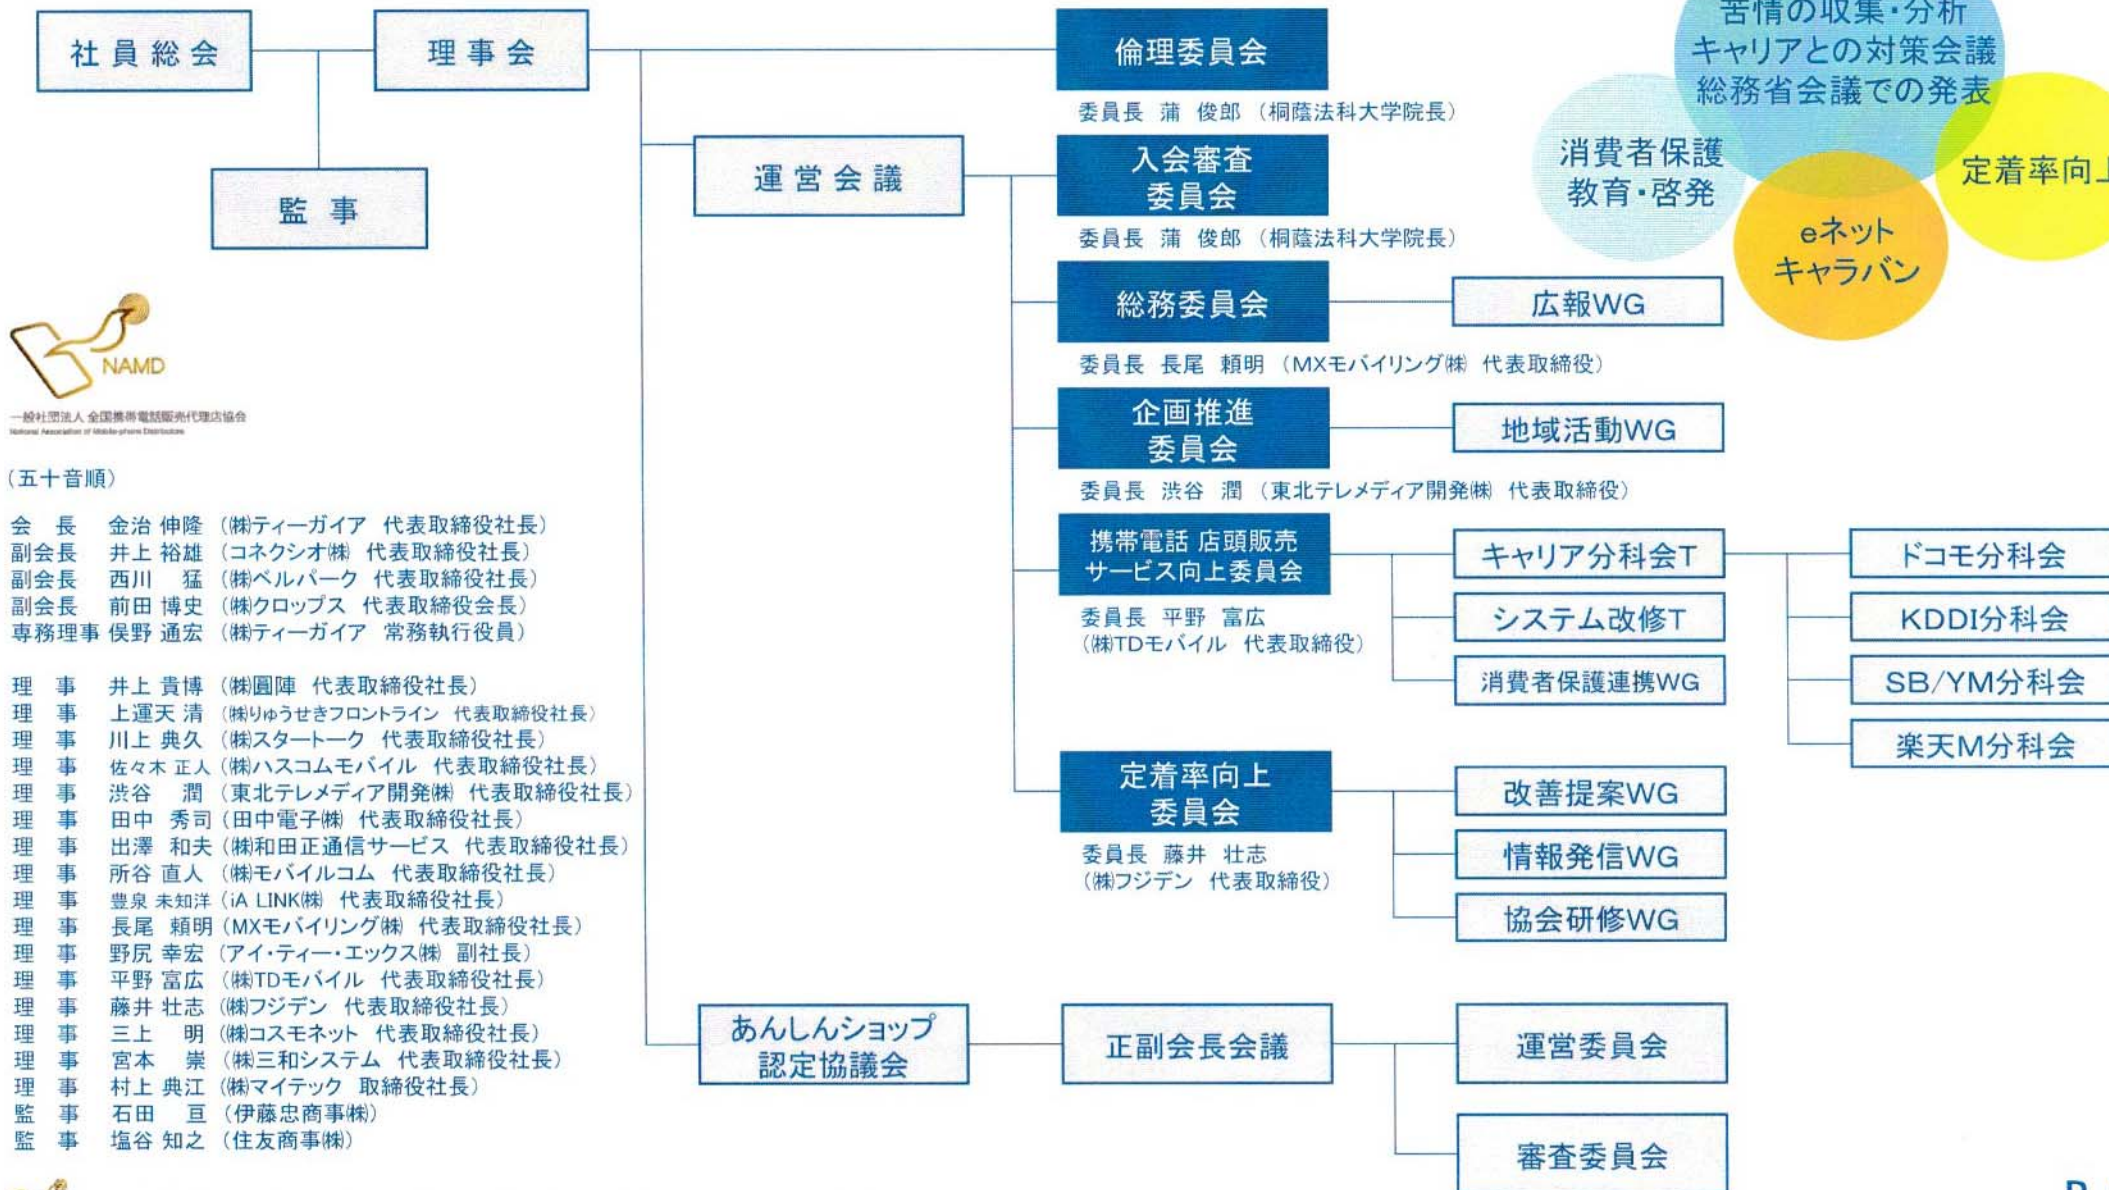 社員総会
理事会
監事
運営会議
倫理委員会
委員長 蒲 俊郎 (桐蔭法科大学院長)
入会審査
委員会
委員長 蒲 俊郎 (桐蔭法科大学院長)
総務委員会
広報WG
委員長 長尾 頼明 (MXモバイリング㈱ 代表取締役)
企画推進
委員会
地域活動WG
委員長 渋谷 潤 (東北テレメディア開発㈱ 代表取締役)
携帯電話 店頭販売
サービス向上委員会
委員長 平野 富広
(㈱TDモバイル 代表取締役)
キャリア分科会T
システム改修T
消費者保護連携WG
ドコモ分科会
KDDI分科会
SB/YM分科会
楽天M分科会
定着率向上
委員会
委員長 藤井 壮志
(㈱フジデン 代表取締役)
改善提案WG
情報発信WG
協会研修WG
あんしんショップ
認定協議会
正副会長会議
運営委員会
審査委員会
苦情の収集・分析
キャリアとの対策会議
総務省会議での発表
消費者保護
教育・啓発
eネット
キャラバン
定着率向上
NAMD
一般社団法人 全国携帯電話販売代理店協会
National Association of Mobile-phone Distributors
(五十音順)
会 長 金治 伸隆 (㈱ティーガイア 代表取締役社長)
副会長 井上 裕雄 (コネクシオ㈱ 代表取締役社長)
副会長 西川 猛 (㈱ベルパーク 代表取締役社長)
副会長 前田 博史 (㈱クロップス 代表取締役会長)
専務理事 俣野 通宏 (㈱ティーガイア 常務執行役員)
理 事 井上 貴博 (㈱圓陣 代表取締役社長)
理 事 上運天 清 (㈱りゅうせきフロントライン 代表取締役社長)
理 事 川上 典久 (㈱スタートーク 代表取締役社長)
理 事 佐々木 正人 (㈱ハスコムモバイル 代表取締役社長)
理 事 渋谷 潤 (東北テレメディア開発㈱ 代表取締役社長)
理 事 田中 秀司 (田中電子㈱ 代表取締役社長)
理 事 出澤 和夫 (㈱和田正通信サービス 代表取締役社長)
理 事 所谷 直人 (㈱モバイルコム 代表取締役社長)
理 事 豊泉 未知洋 (iA LINK㈱ 代表取締役社長)
理 事 長尾 頼明 (MXモバイリング㈱ 代表取締役社長)
理 事 野尻 幸宏 (アイ・ティー・エックス㈱ 副社長)
理 事 平野 富広 (㈱TDモバイル 代表取締役社長)
理 事 藤井 壮志 (㈱フジデン 代表取締役社長)
理 事 三上 明 (㈱コスモネット 代表取締役社長)
理 事 宮本 崇 (㈱三和システム 代表取締役社長)
理 事 村上 典江 (㈱マイテック 取締役社長)
監 事 石田 亘 (伊藤忠商事㈱)
監 事 塩谷 知之 (住友商事㈱)